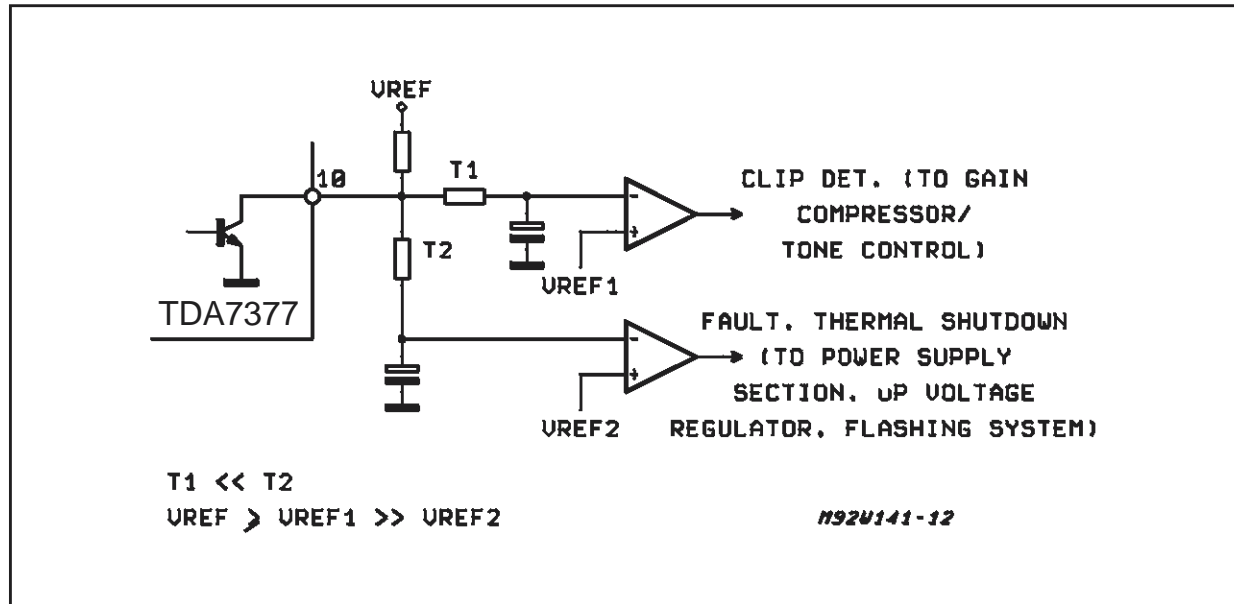 VREF
10
T1
CLIP DET. (TO GAIN
COMPRESSOR/
TONE CONTROL)
T2
VREF1
TDA7377
FAULT. THERMAL SHUTDOWN
(TO POWER SUPPLY
SECTION. uP VOLTAGE
REGULATOR. FLASHING SYSTEM)
VREF2
T1 << T2
VREF > VREF1 >> VREF2
M92W141-12